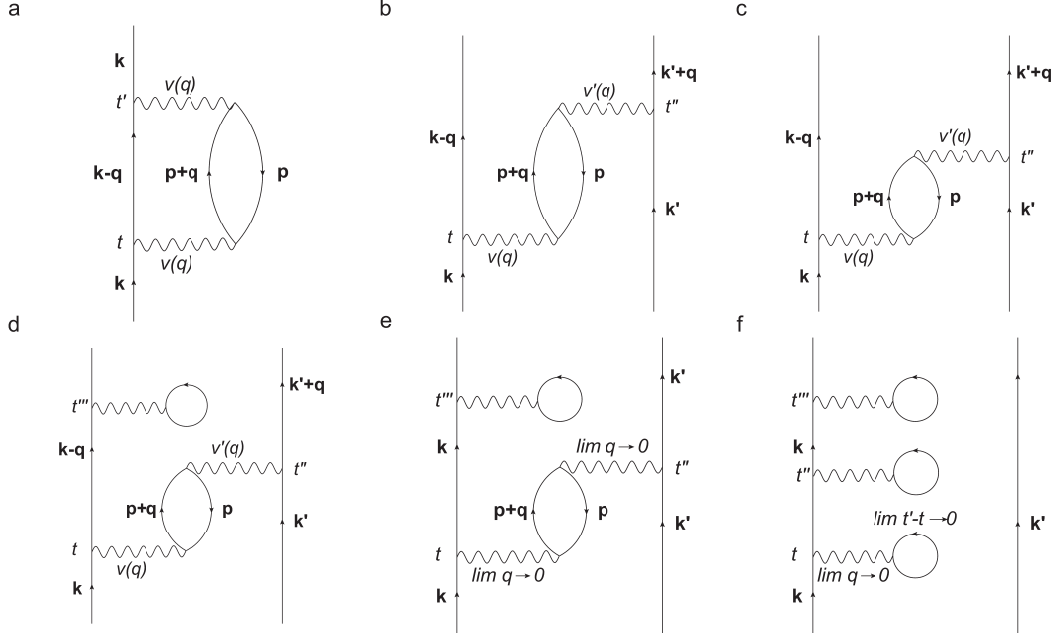 a
k
v(q)
t'
k-q
p+q
p
t
v(q)
k
b
k'+q
v'(q)
t''
k-q
p+q
p
k'
t
v(q)
k
c
k'+q
k-q
v'(q)
t''
p+q
p
k'
t
v(q)
k
d
k'+q
t'''
k-q
v'(q)
t''
p+q
p
k'
t
v(q)
k
e
k'
t'''
k
lim q→0
t''
p+q
p
k'
t
lim q→0
k
f
t'''
k
t''
lim t'-t→0
k'
t
lim q→0
k